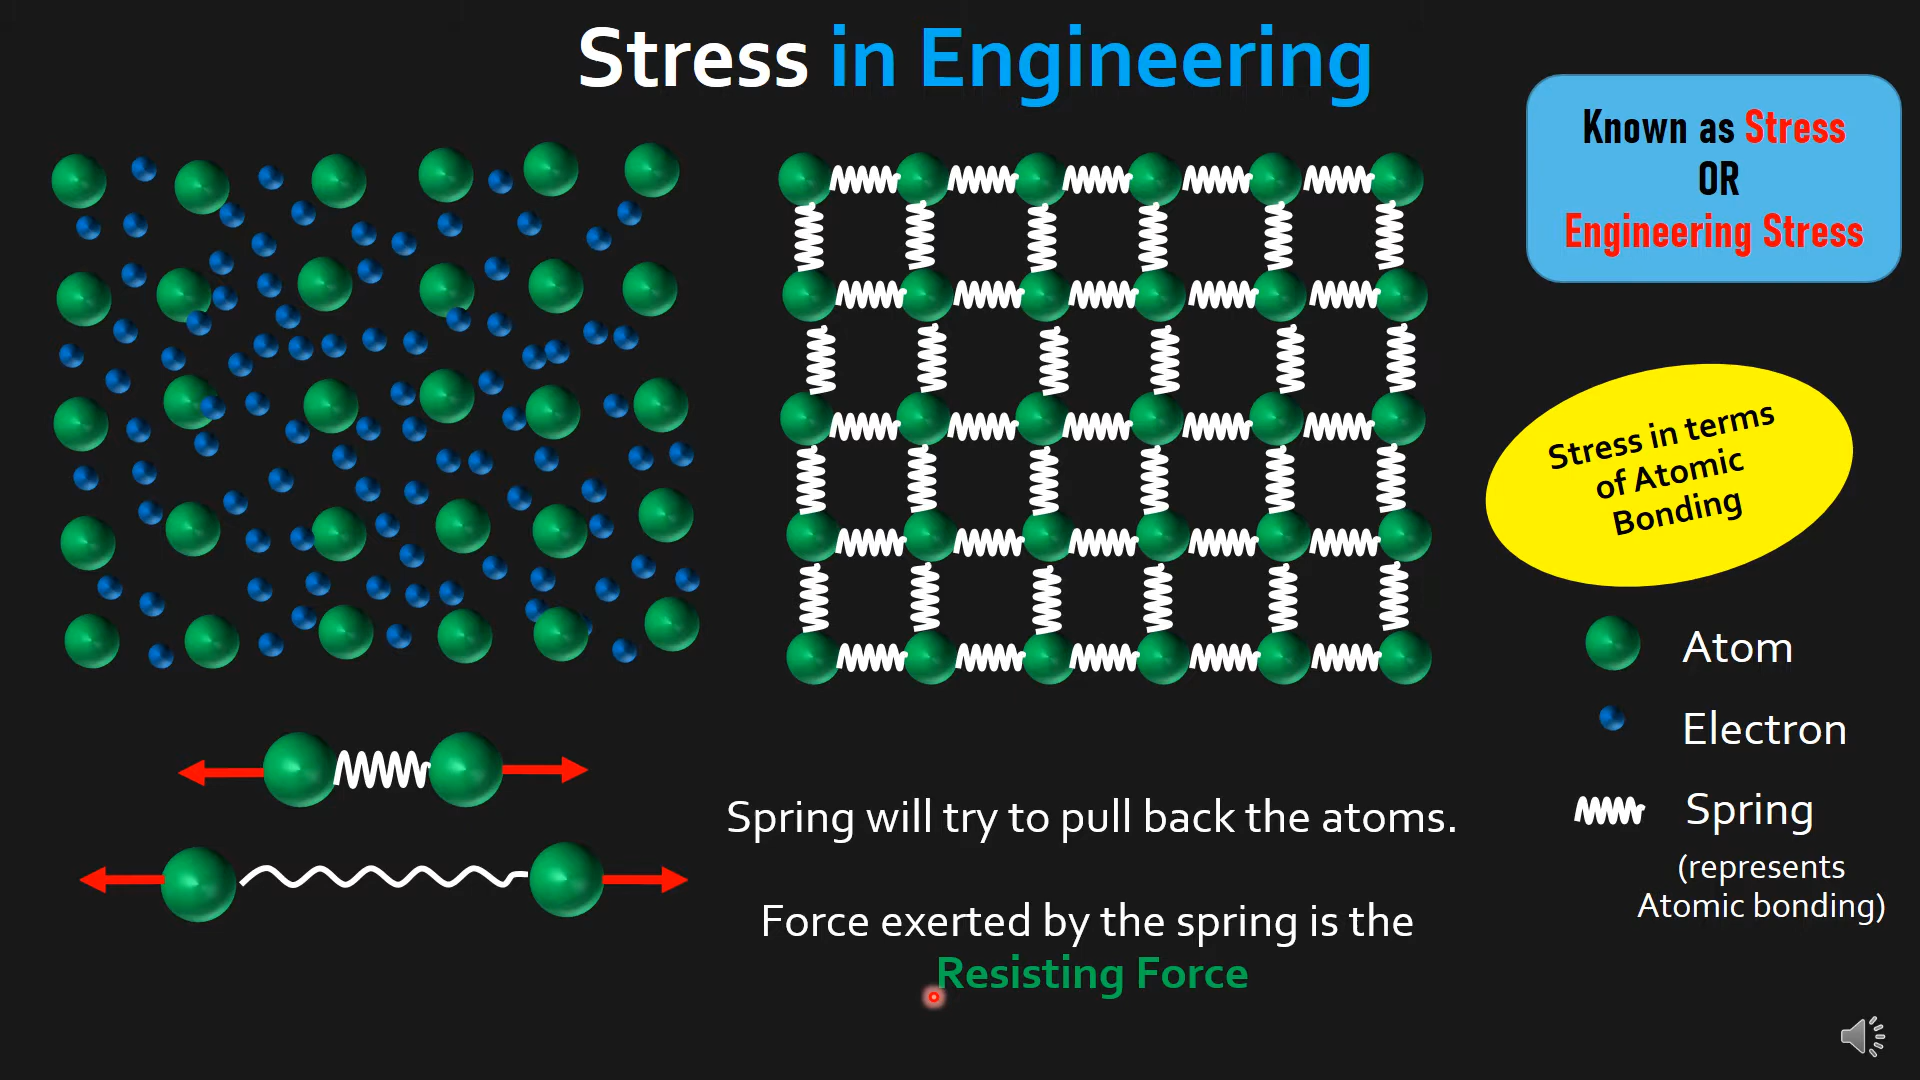 Stress in Engineering
Known as Stress
OR
Engineering Stress
Stress in terms
of Atomic
Bonding
Atom
Electron
Spring
(represents
Atomic bonding)
Spring will try to pull back the atoms.
Force exerted by the spring is the
Resisting Force